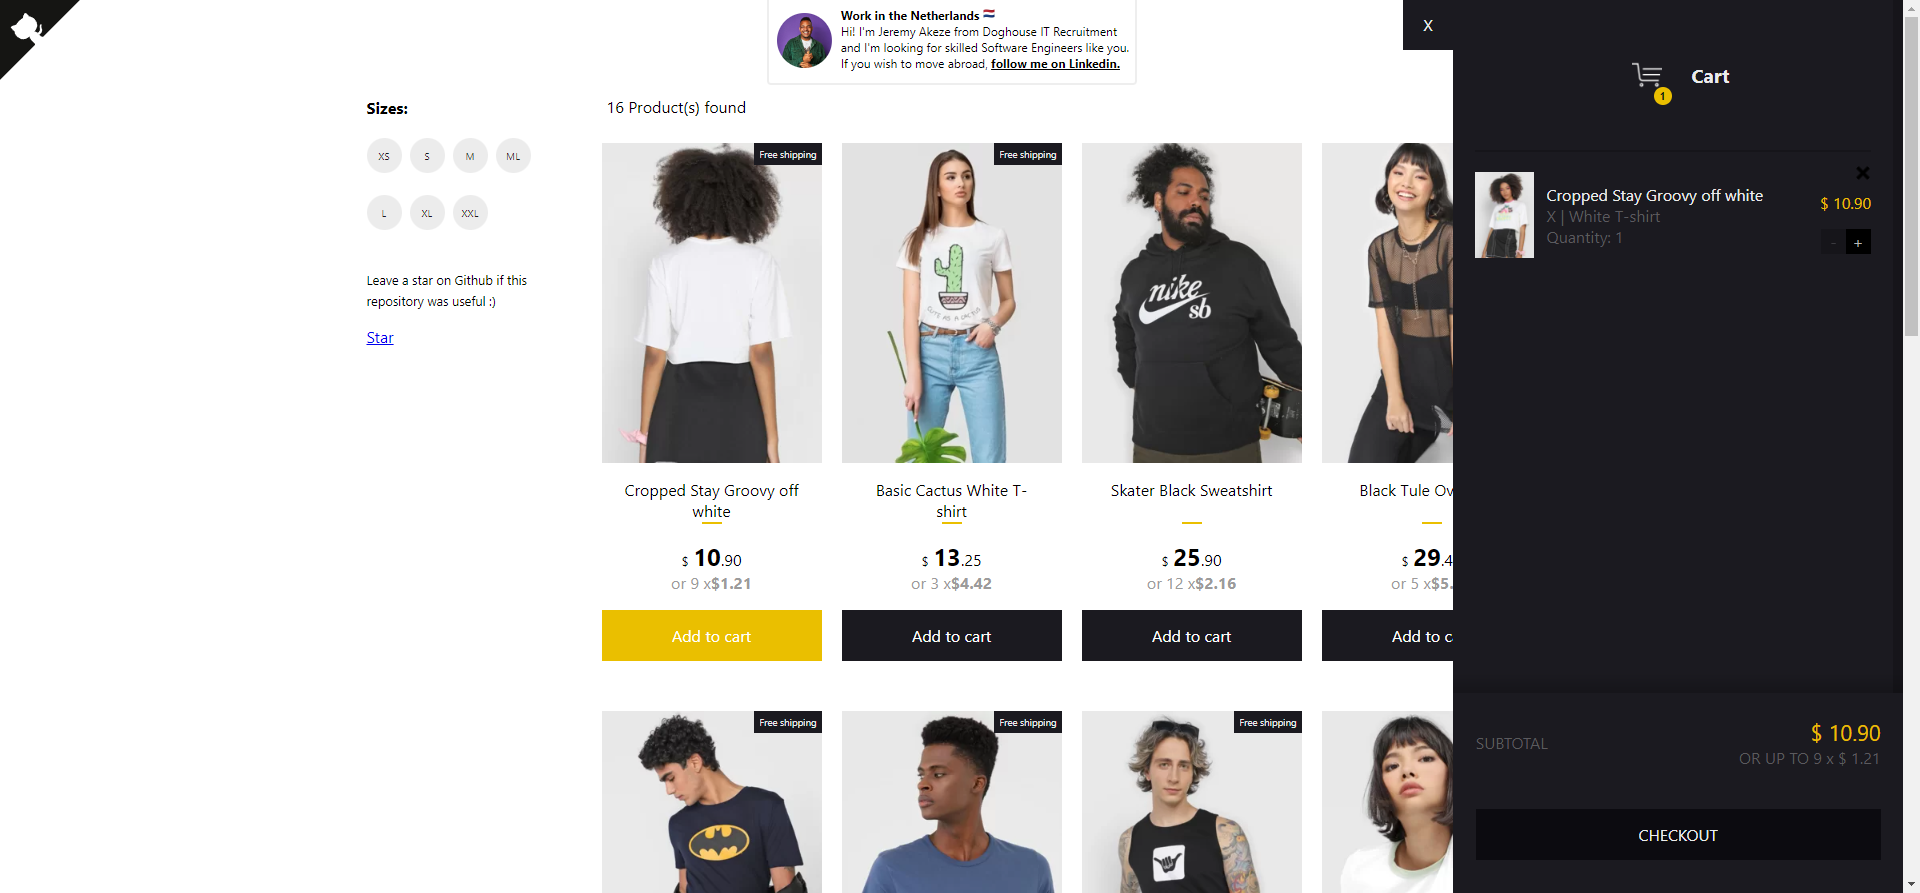 Work in the Netherlands
Hi! I'm Jeremy Akeze from Doghouse IT Recruitment
and I'm looking for skilled Software Engineers like you.
If you wish to move abroad, follow me on Linkedin.
X
Cart
1
Sizes:
XS S M ML
L XL XXL
Leave a star on Github if this
repository was useful :)
Star
16 Product(s) found
Free shipping
Cropped Stay Groovy off
white
$ 10.90
or 9 x$1.21
Add to cart
Free shipping
CUTE AS A CACTUS
Basic Cactus White T-
shirt
$ 13.25
or 3 x$4.42
Add to cart
nike
sb
Skater Black Sweatshirt
$ 25.90
or 12 x$2.16
Add to cart
Black Tule Ov
$ 29.4
or 5 x$5.
Add to c
Free shipping
Free shipping
Free shipping
Cropped Stay Groovy off white
X | White T-shirt
Quantity: 1
$ 10.90
- +
SUBTOTAL
$ 10.90
OR UP TO 9 x $ 1.21
CHECKOUT